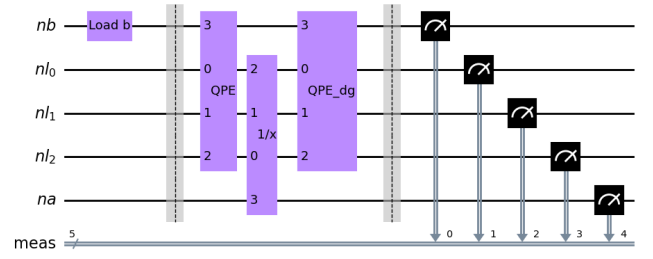 nb Load b 3 3
nl0 0 2 0
QPE QPE_dg
nl1 1 1 1
1/x
nl2 2 0 2
na 3
5 0 1 2 3 4
meas